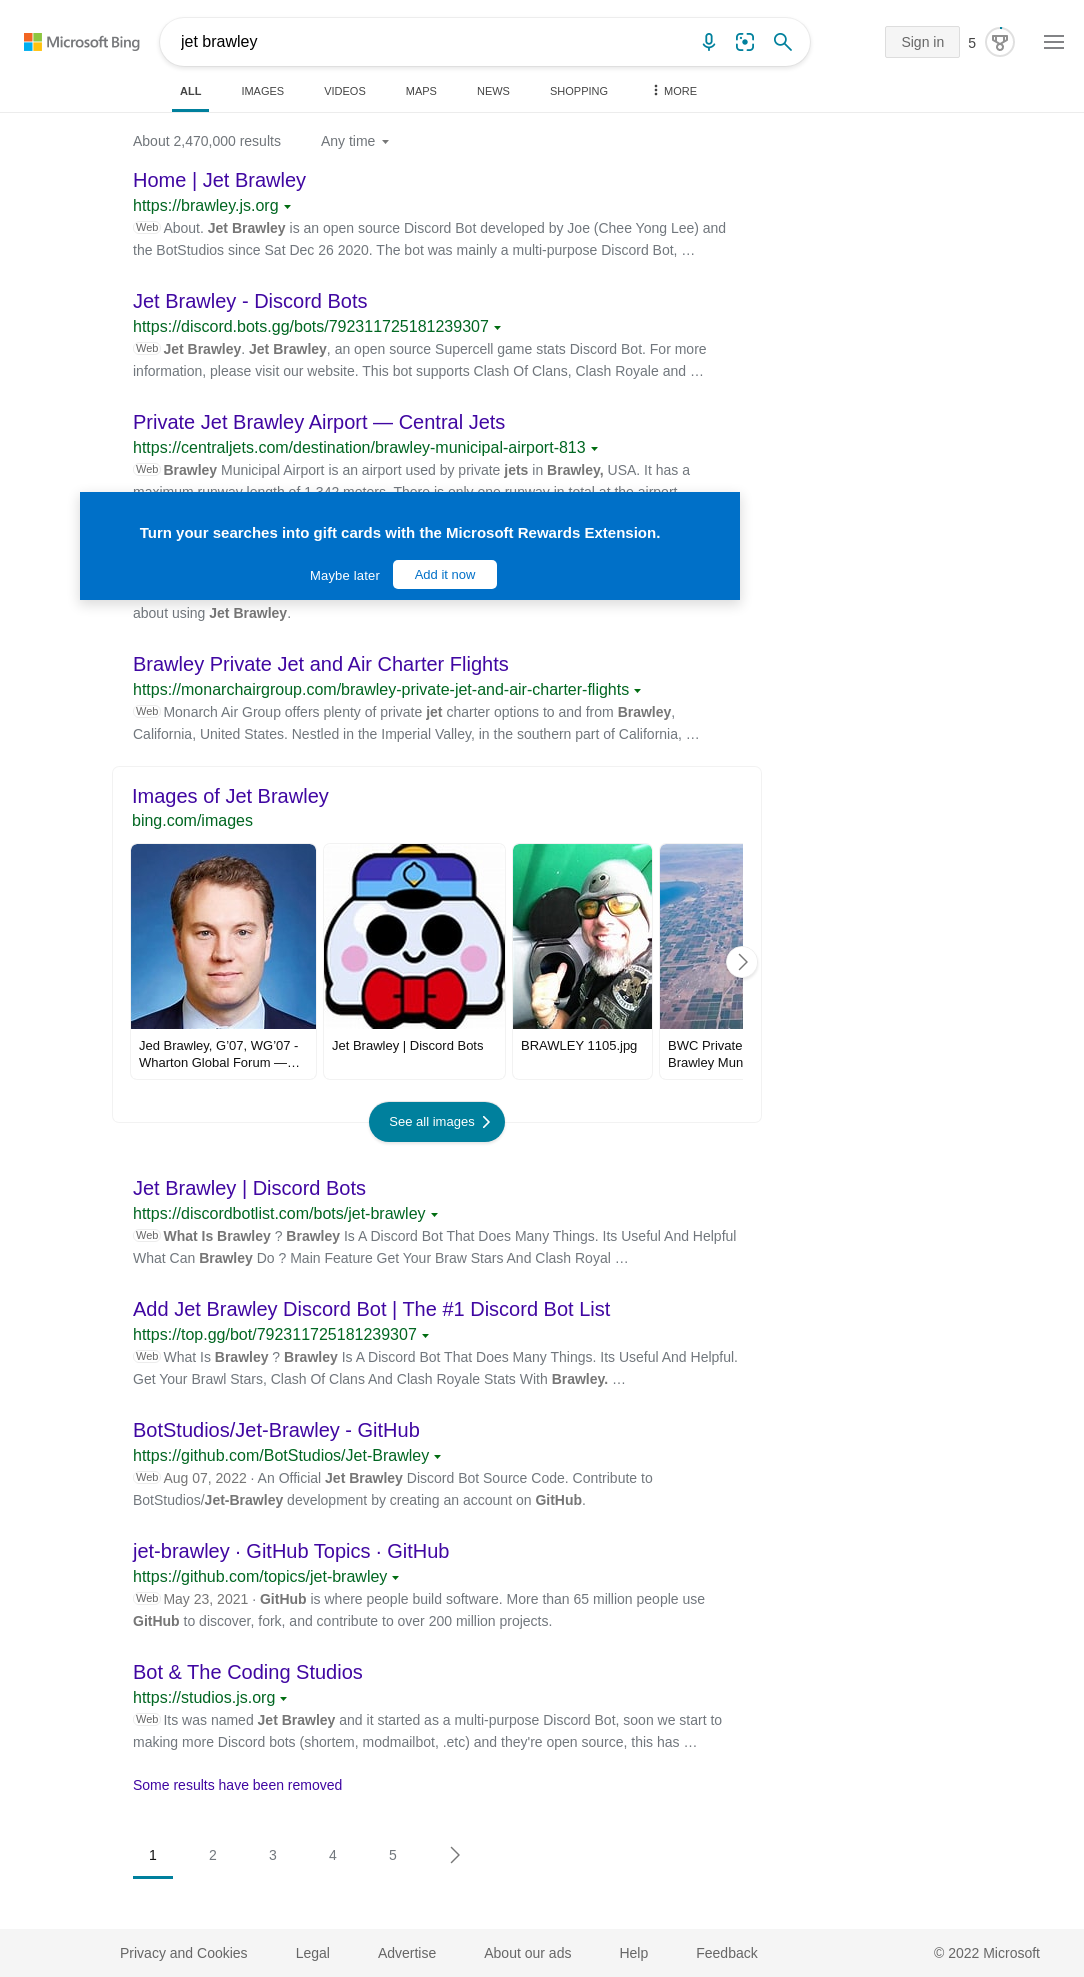 Microsoft Bing
jet brawley
Sign in
5
ALL
IMAGES
VIDEOS
MAPS
NEWS
SHOPPING
MORE
About 2,470,000 results
Any time
Home | Jet Brawley
https://brawley.js.org
Web About. Jet Brawley is an open source Discord Bot developed by Joe (Chee Yong Lee) and
the BotStudios since Sat Dec 26 2020. The bot was mainly a multi-purpose Discord Bot, …
Jet Brawley - Discord Bots
https://discord.bots.gg/bots/792311725181239307
Web Jet Brawley. Jet Brawley, an open source Supercell game stats Discord Bot. For more
information, please visit our website. This bot supports Clash Of Clans, Clash Royale and …
Private Jet Brawley Airport — Central Jets
https://centraljets.com/destination/brawley-municipal-airport-813
Web Brawley Municipal Airport is an airport used by private jets in Brawley, USA. It has a
maximum runway length of 1,342 meters. There is only one runway in total at the airport.
Turn your searches into gift cards with the Microsoft Rewards Extension.
Maybe later
Add it now
about using Jet Brawley.
Brawley Private Jet and Air Charter Flights
https://monarchairgroup.com/brawley-private-jet-and-air-charter-flights
Web Monarch Air Group offers plenty of private jet charter options to and from Brawley,
California, United States. Nestled in the Imperial Valley, in the southern part of California, …
Images of Jet Brawley
bing.com/images
Jed Brawley, G'07, WG'07 -
Wharton Global Forum —…
Jet Brawley | Discord Bots
BRAWLEY 1105.jpg
BWC Private
Brawley Mun
See all images
Jet Brawley | Discord Bots
https://discordbotlist.com/bots/jet-brawley
Web What Is Brawley ? Brawley Is A Discord Bot That Does Many Things. Its Useful And Helpful
What Can Brawley Do ? Main Feature Get Your Braw Stars And Clash Royal …
Add Jet Brawley Discord Bot | The #1 Discord Bot List
https://top.gg/bot/792311725181239307
Web What Is Brawley ? Brawley Is A Discord Bot That Does Many Things. Its Useful And Helpful.
Get Your Brawl Stars, Clash Of Clans And Clash Royale Stats With Brawley. …
BotStudios/Jet-Brawley - GitHub
https://github.com/BotStudios/Jet-Brawley
Web Aug 07, 2022 · An Official Jet Brawley Discord Bot Source Code. Contribute to
BotStudios/Jet-Brawley development by creating an account on GitHub.
jet-brawley · GitHub Topics · GitHub
https://github.com/topics/jet-brawley
Web May 23, 2021 · GitHub is where people build software. More than 65 million people use
GitHub to discover, fork, and contribute to over 200 million projects.
Bot & The Coding Studios
https://studios.js.org
Web Its was named Jet Brawley and it started as a multi-purpose Discord Bot, soon we start to
making more Discord bots (shortem, modmailbot, .etc) and they're open source, this has …
Some results have been removed
1
2
3
4
5
Privacy and Cookies
Legal
Advertise
About our ads
Help
Feedback
© 2022 Microsoft